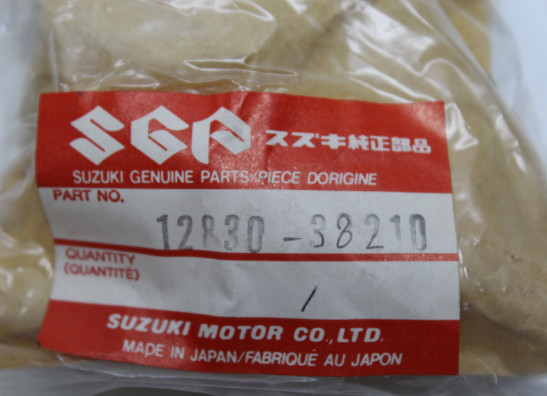 SGP スズキ純正部品
SUZUKI GENUINE PARTS/PIECE DORIGINE
PART NO.
12830-38210
QUANTITY
(QUANTITÉ)
/
SUZUKI MOTOR CO.,LTD.
MADE IN JAPAN/FABRIQUÉ AU JAPON